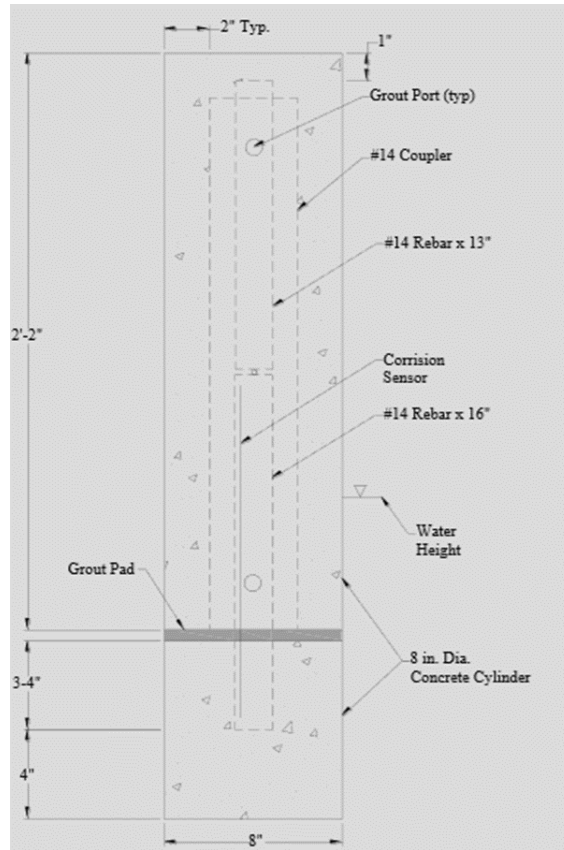 2" Typ.
1"
Grout Port (typ)
#14 Coupler
#14 Rebar x 13"
2'-2"
Corrision
Sensor
#14 Rebar x 16"
Water
Height
Grout Pad
8 in. Dia.
Concrete Cylinder
3-4"
4"
8"